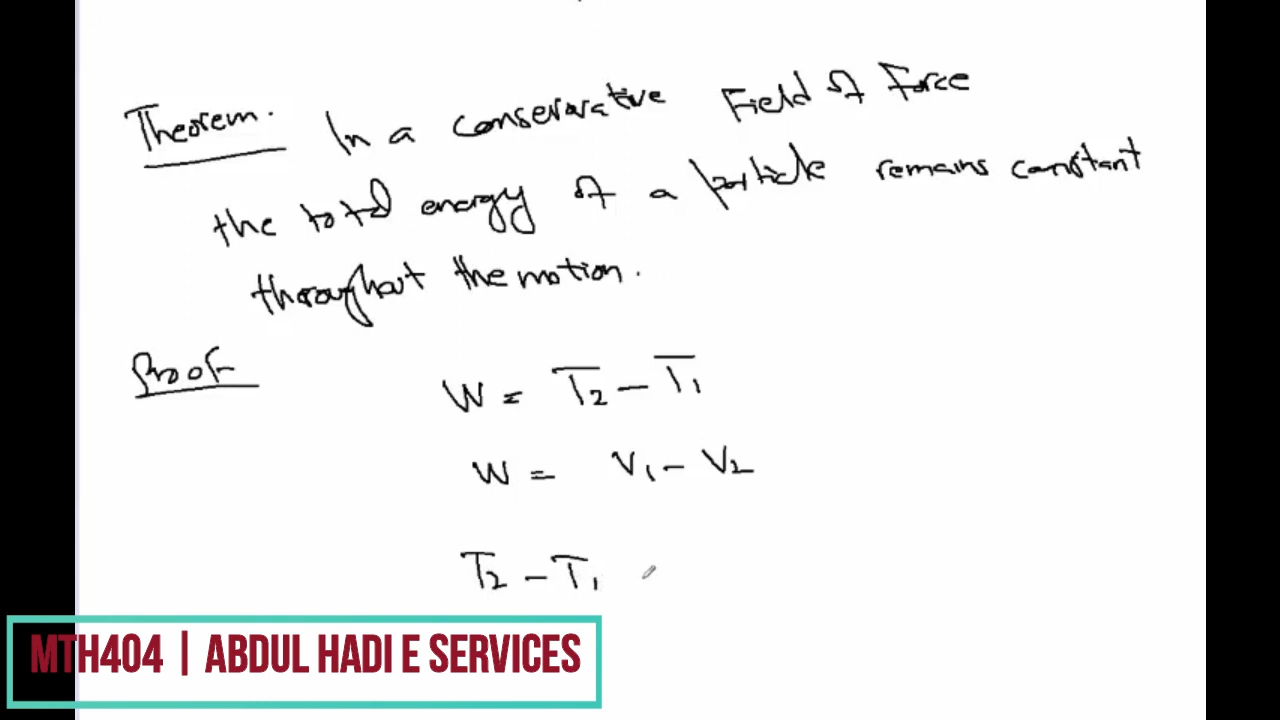 Theorem. In a conservative Field of Force
the total energy of a particle remains constant
throughout the motion.
Proof
W = T₂ - T₁
W = V₁ - V₂
T₂ - T₁
MTH404 | ABDUL HADI E SERVICES